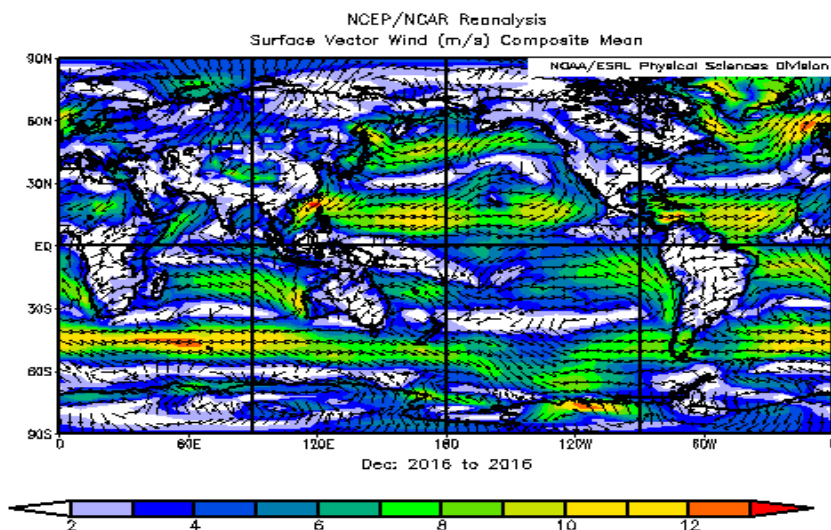 NCEP/NCAR Reanalysis
Surface Vector Wind (m/s) Composite Mean
NOAA/ESRL Physical Sciences Division
90N
60N
30N
EQ
30S
60S
90S
0 60E 120E 180 120W 60W 0
Dec: 2016 to 2016
2 4 6 8 10 12